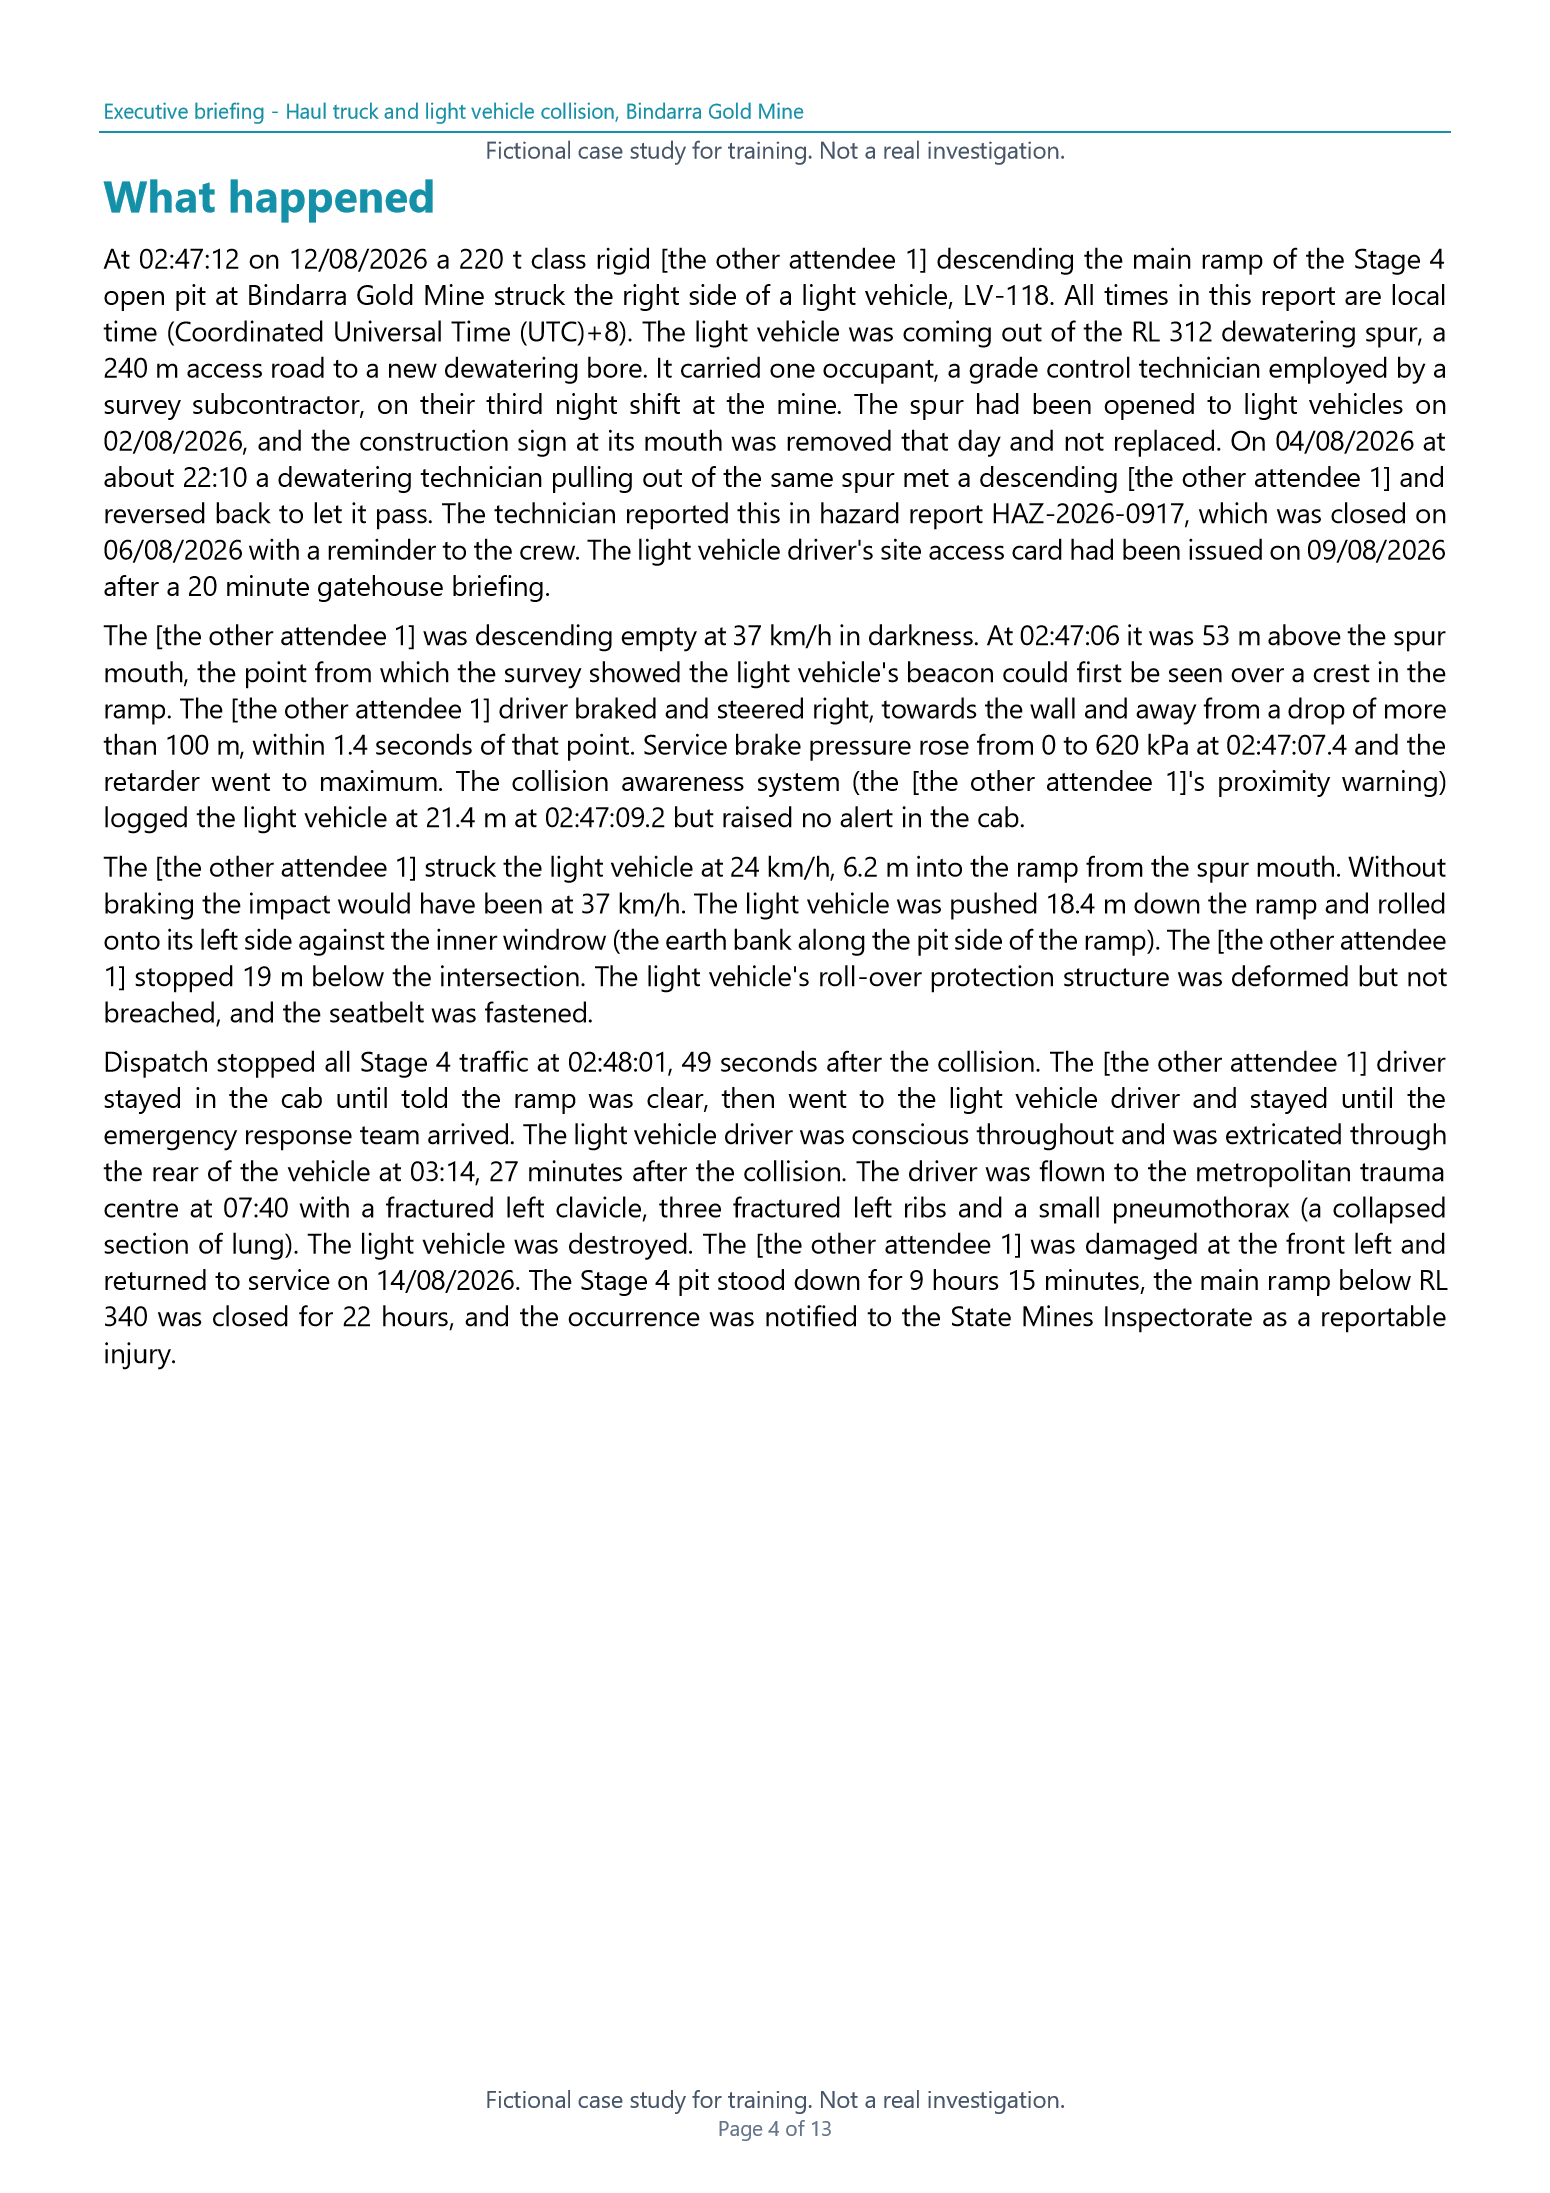 Executive briefing - Haul truck and light vehicle collision, Bindarra Gold Mine
Fictional case study for training. Not a real investigation.
What happened
At 02:47:12 on 12/08/2026 a 220 t class rigid [the other attendee 1] descending the main ramp of the Stage 4
open pit at Bindarra Gold Mine struck the right side of a light vehicle, LV-118. All times in this report are local
time (Coordinated Universal Time (UTC)+8). The light vehicle was coming out of the RL 312 dewatering spur, a
240 m access road to a new dewatering bore. It carried one occupant, a grade control technician employed by a
survey subcontractor, on their third night shift at the mine. The spur had been opened to light vehicles on
02/08/2026, and the construction sign at its mouth was removed that day and not replaced. On 04/08/2026 at
about 22:10 a dewatering technician pulling out of the same spur met a descending [the other attendee 1] and
reversed back to let it pass. The technician reported this in hazard report HAZ-2026-0917, which was closed on
06/08/2026 with a reminder to the crew. The light vehicle driver's site access card had been issued on 09/08/2026
after a 20 minute gatehouse briefing.
The [the other attendee 1] was descending empty at 37 km/h in darkness. At 02:47:06 it was 53 m above the spur
mouth, the point from which the survey showed the light vehicle's beacon could first be seen over a crest in the
ramp. The [the other attendee 1] driver braked and steered right, towards the wall and away from a drop of more
than 100 m, within 1.4 seconds of that point. Service brake pressure rose from 0 to 620 kPa at 02:47:07.4 and the
retarder went to maximum. The collision awareness system (the [the other attendee 1]'s proximity warning)
logged the light vehicle at 21.4 m at 02:47:09.2 but raised no alert in the cab.
The [the other attendee 1] struck the light vehicle at 24 km/h, 6.2 m into the ramp from the spur mouth. Without
braking the impact would have been at 37 km/h. The light vehicle was pushed 18.4 m down the ramp and rolled
onto its left side against the inner windrow (the earth bank along the pit side of the ramp). The [the other attendee
1] stopped 19 m below the intersection. The light vehicle's roll-over protection structure was deformed but not
breached, and the seatbelt was fastened.
Dispatch stopped all Stage 4 traffic at 02:48:01, 49 seconds after the collision. The [the other attendee 1] driver
stayed in the cab until told the ramp was clear, then went to the light vehicle driver and stayed until the
emergency response team arrived. The light vehicle driver was conscious throughout and was extricated through
the rear of the vehicle at 03:14, 27 minutes after the collision. The driver was flown to the metropolitan trauma
centre at 07:40 with a fractured left clavicle, three fractured left ribs and a small pneumothorax (a collapsed
section of lung). The light vehicle was destroyed. The [the other attendee 1] was damaged at the front left and
returned to service on 14/08/2026. The Stage 4 pit stood down for 9 hours 15 minutes, the main ramp below RL
340 was closed for 22 hours, and the occurrence was notified to the State Mines Inspectorate as a reportable
injury.
Fictional case study for training. Not a real investigation.
Page 4 of 13